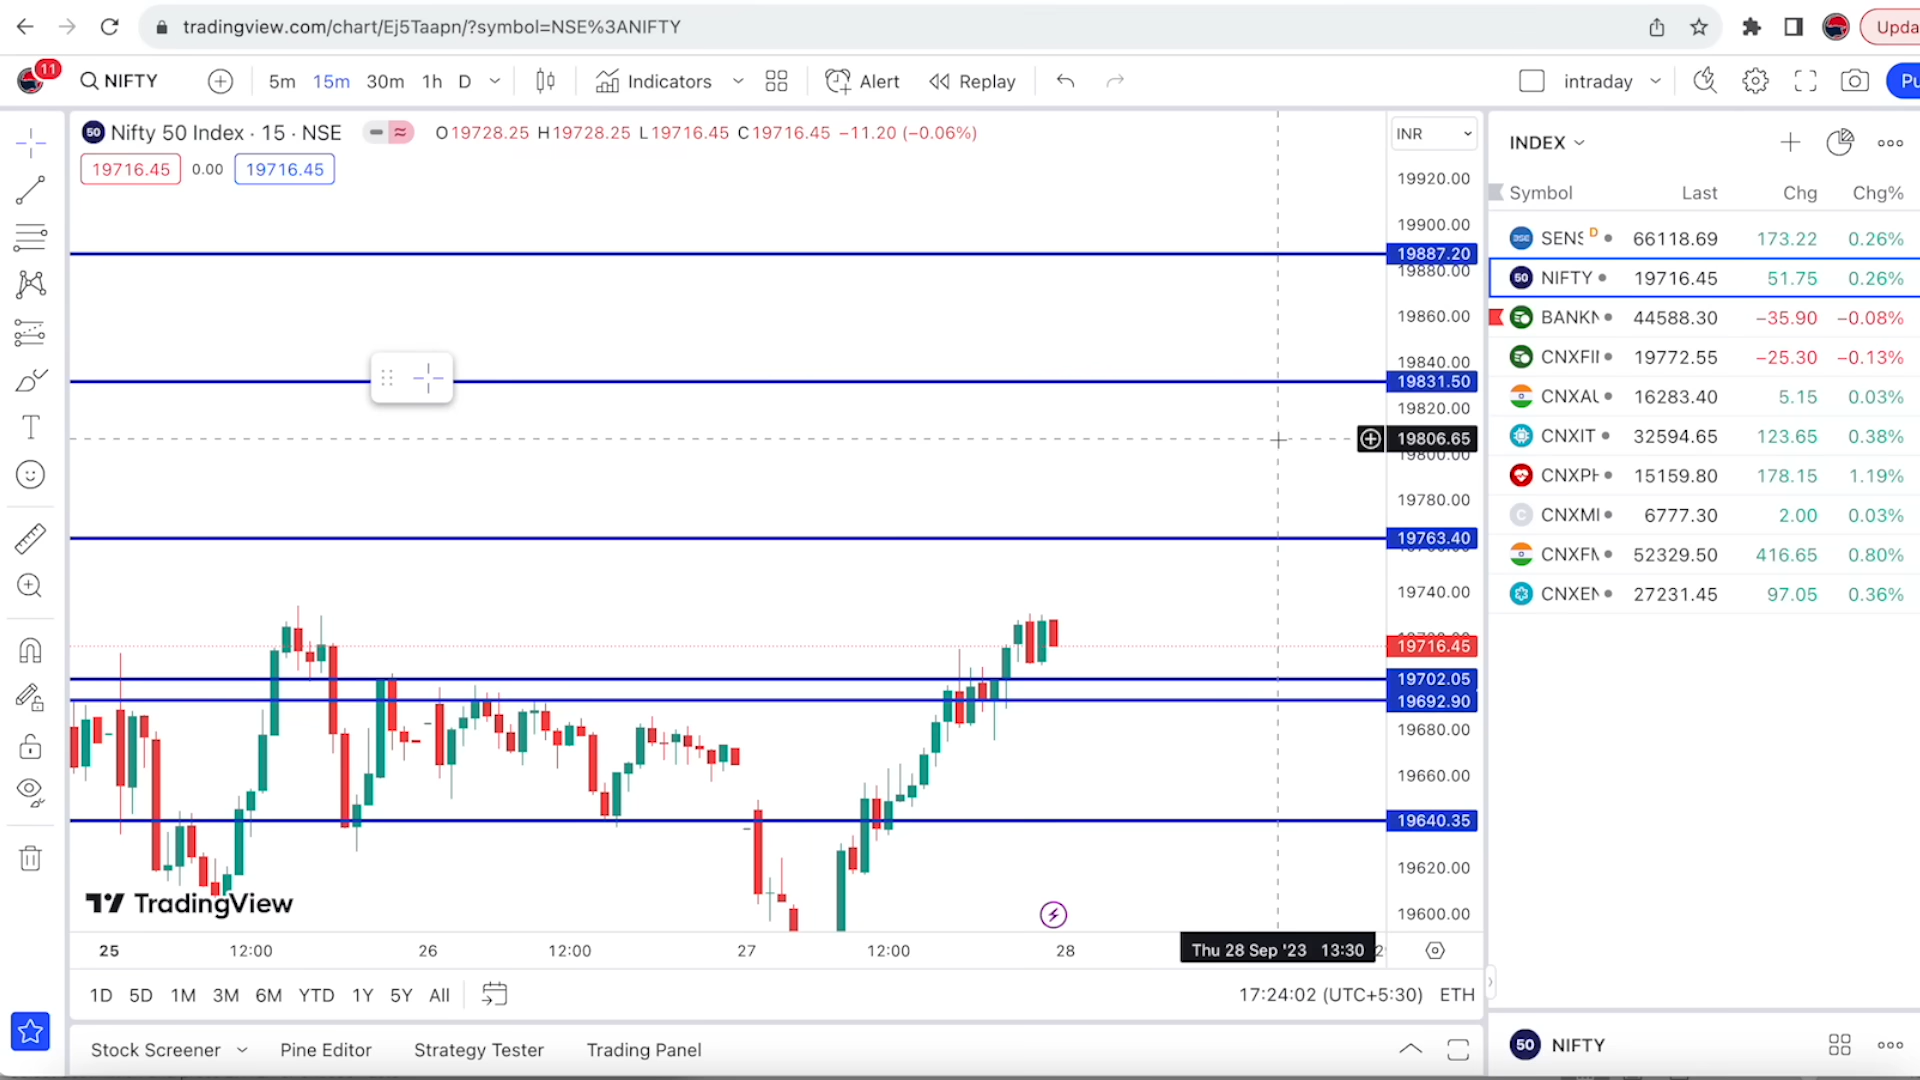 tradingview.com/chart/Ej5Taapn/?symbol=NSE%3ANIFTY
11
NIFTY
5m 15m 30m 1h D
Indicators
Alert
Replay
intraday
Nifty 50 Index · 15 · NSE
O19728.25 H19728.25 L19716.45 C19716.45 −11.20 (−0.06%)
19716.45 0.00 19716.45
INR
19920.00
19900.00
19887.20
19880.00
19860.00
19840.00
19831.50
19820.00
19806.65
19800.00
19780.00
19763.40
19740.00
19716.45
19702.05
19692.90
19680.00
19660.00
19640.35
19620.00
19600.00
TradingView
25 12:00 26 12:00 27 12:00 28
Thu 28 Sep '23 13:30
1D 5D 1M 3M 6M YTD 1Y 5Y All
17:24:02 (UTC+5:30) ETH
Stock Screener Pine Editor Strategy Tester Trading Panel
INDEX
Symbol Last Chg Chg%
SENS D 66118.69 173.22 0.26%
50 NIFTY 19716.45 51.75 0.26%
BANKN 44588.30 −35.90 −0.08%
CNXFII 19772.55 −25.30 −0.13%
CNXAU 16283.40 5.15 0.03%
CNXIT 32594.65 123.65 0.38%
CNXPH 15159.80 178.15 1.19%
C CNXMI 6777.30 2.00 0.03%
CNXFM 52329.50 416.65 0.80%
CNXEN 27231.45 97.05 0.36%
50 NIFTY